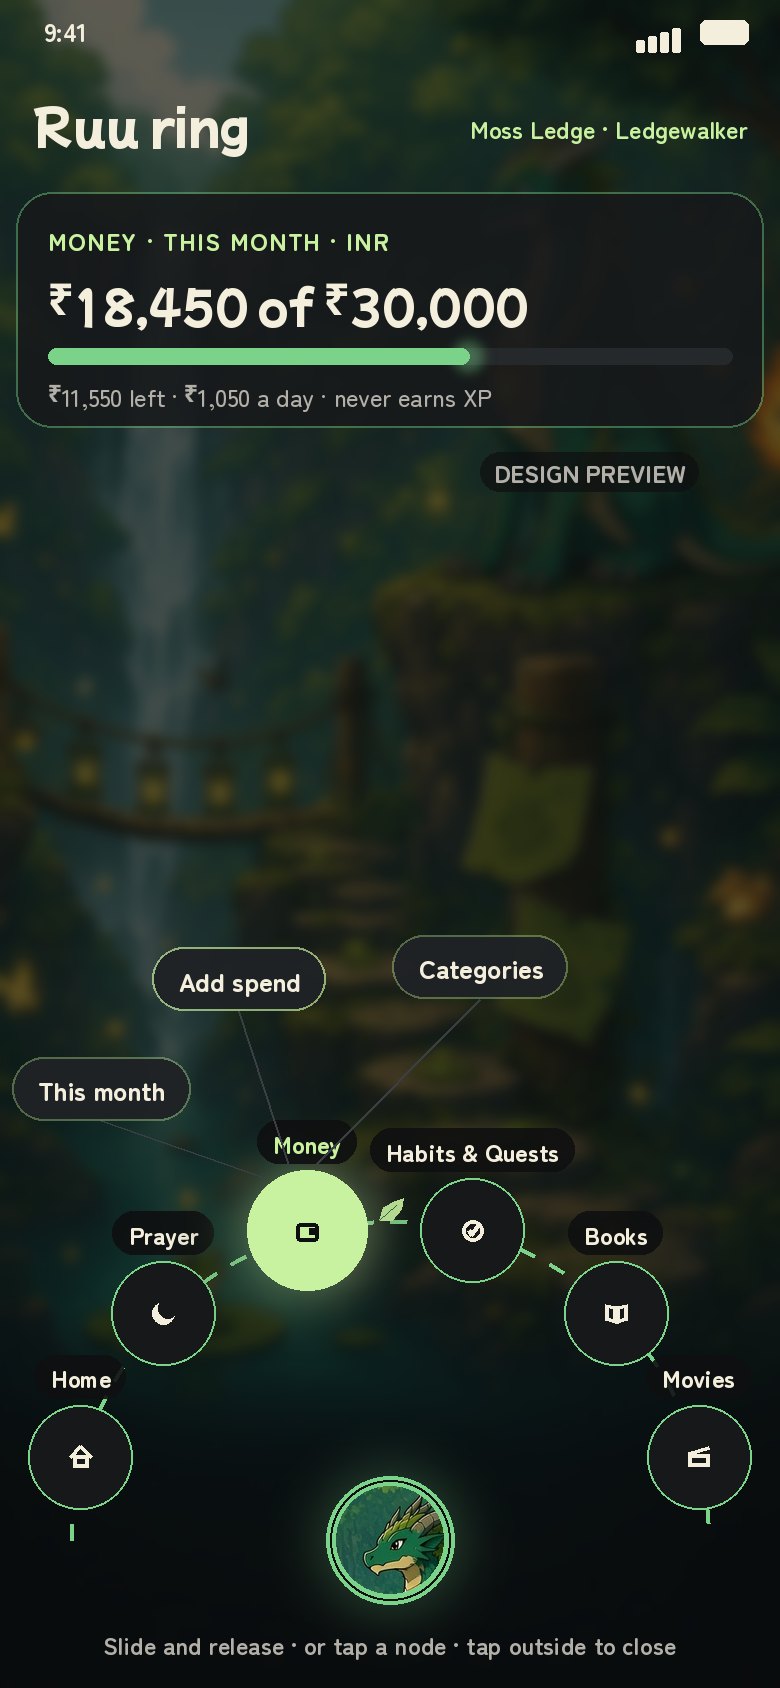 9:41
Ruu ring
Moss Ledge · Ledgewalker
MONEY · THIS MONTH · INR
₹18,450 of ₹30,000
₹11,550 left · ₹1,050 a day · never earns XP
DESIGN PREVIEW
Add spend
Categories
This month
Money
Habits & Quests
Prayer
Books
Home
Movies
Slide and release · or tap a node · tap outside to close